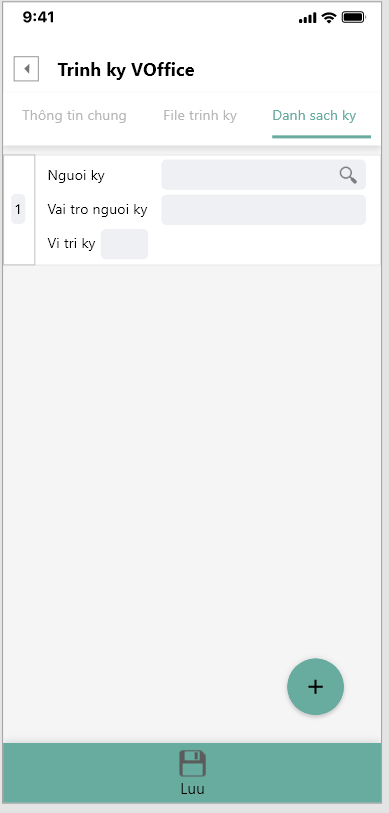 9:41
Trinh ky VOffice
Thông tin chung File trinh ky Danh sach ky
Nguoi ky
1 Vai tro nguoi ky
Vi tri ky
+
Luu